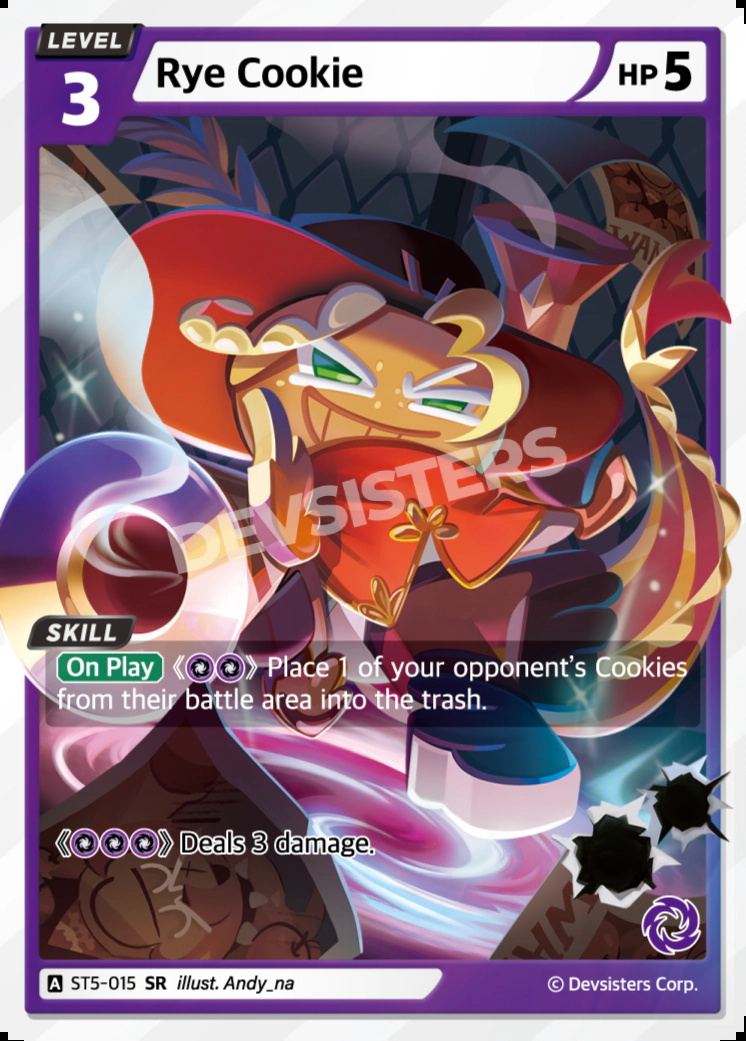 LEVEL
3
Rye Cookie
HP 5
WAN
DEVSISTERS
SKILL
On Play 《 》 Place 1 of your opponent's Cookies
from their battle area into the trash.
《 》 Deals 3 damage.
A ST5-015 SR illust. Andy_na
© Devsisters Corp.